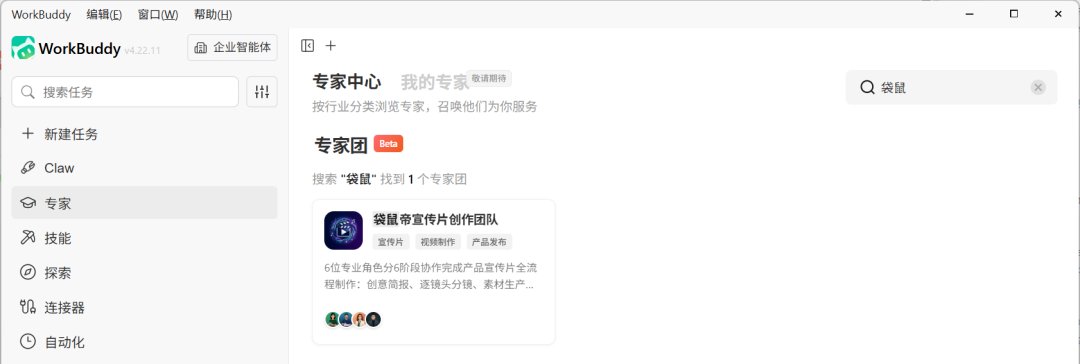 WorkBuddy 编辑(E) 窗口(W) 帮助(H)
WorkBuddy v4.22.11 企业智能体
搜索任务
新建任务
Claw
专家
技能
探索
连接器
自动化
专家中心 我的专家 敬请期待
袋鼠
按行业分类浏览专家，召唤他们为你服务
专家团 Beta
搜索 "袋鼠" 找到 1 个专家团
袋鼠帝宣传片创作团队
宣传片 视频制作 产品发布
6位专业角色分6阶段协作完成产品宣传片全流
程制作：创意简报、逐镜头分镜、素材生产...